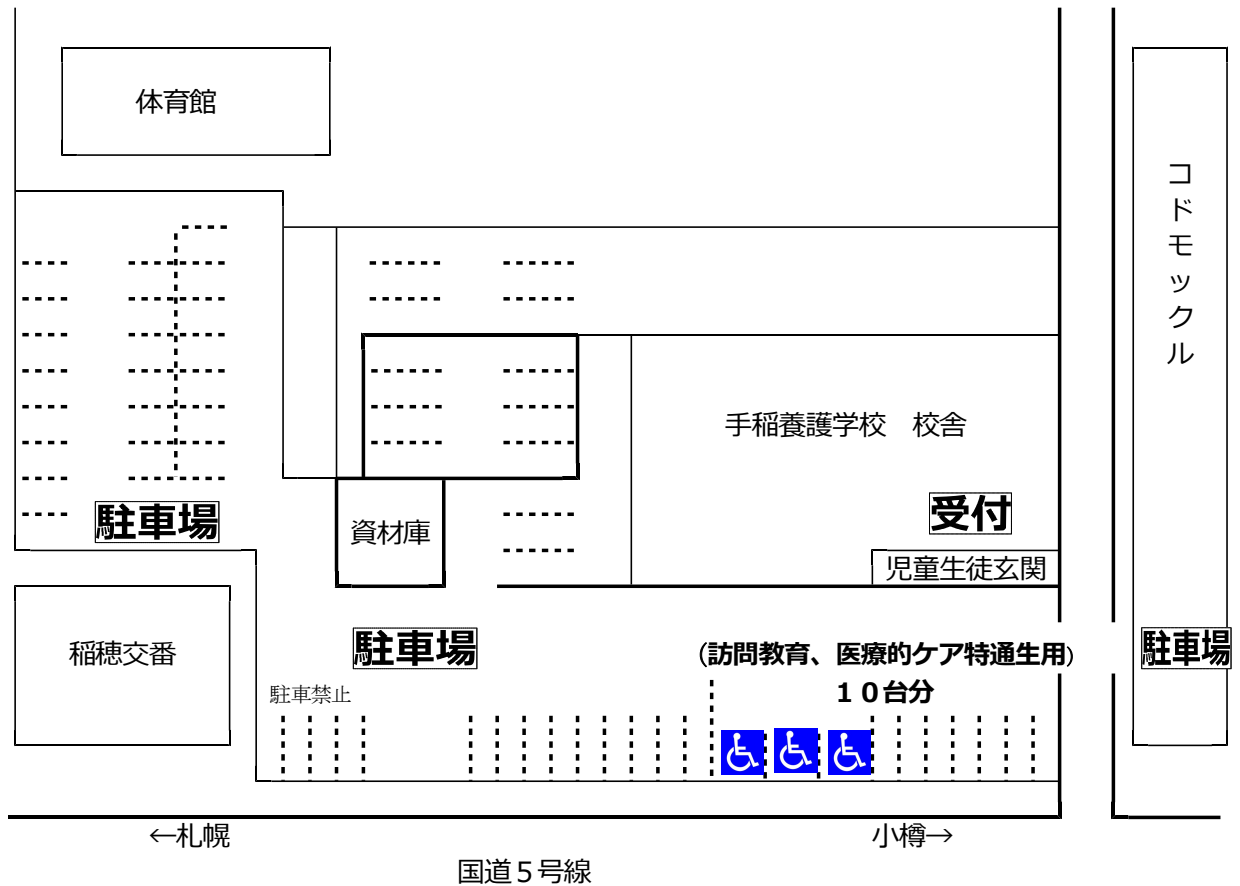 体育館
コドモックル
手稲養護学校　校舎
駐車場
受付
資材庫
児童生徒玄関
稲穂交番
駐車場
(訪問教育、医療的ケア特通生用)
駐車場
駐車禁止
１０台分
←札幌
小樽→
国道５号線